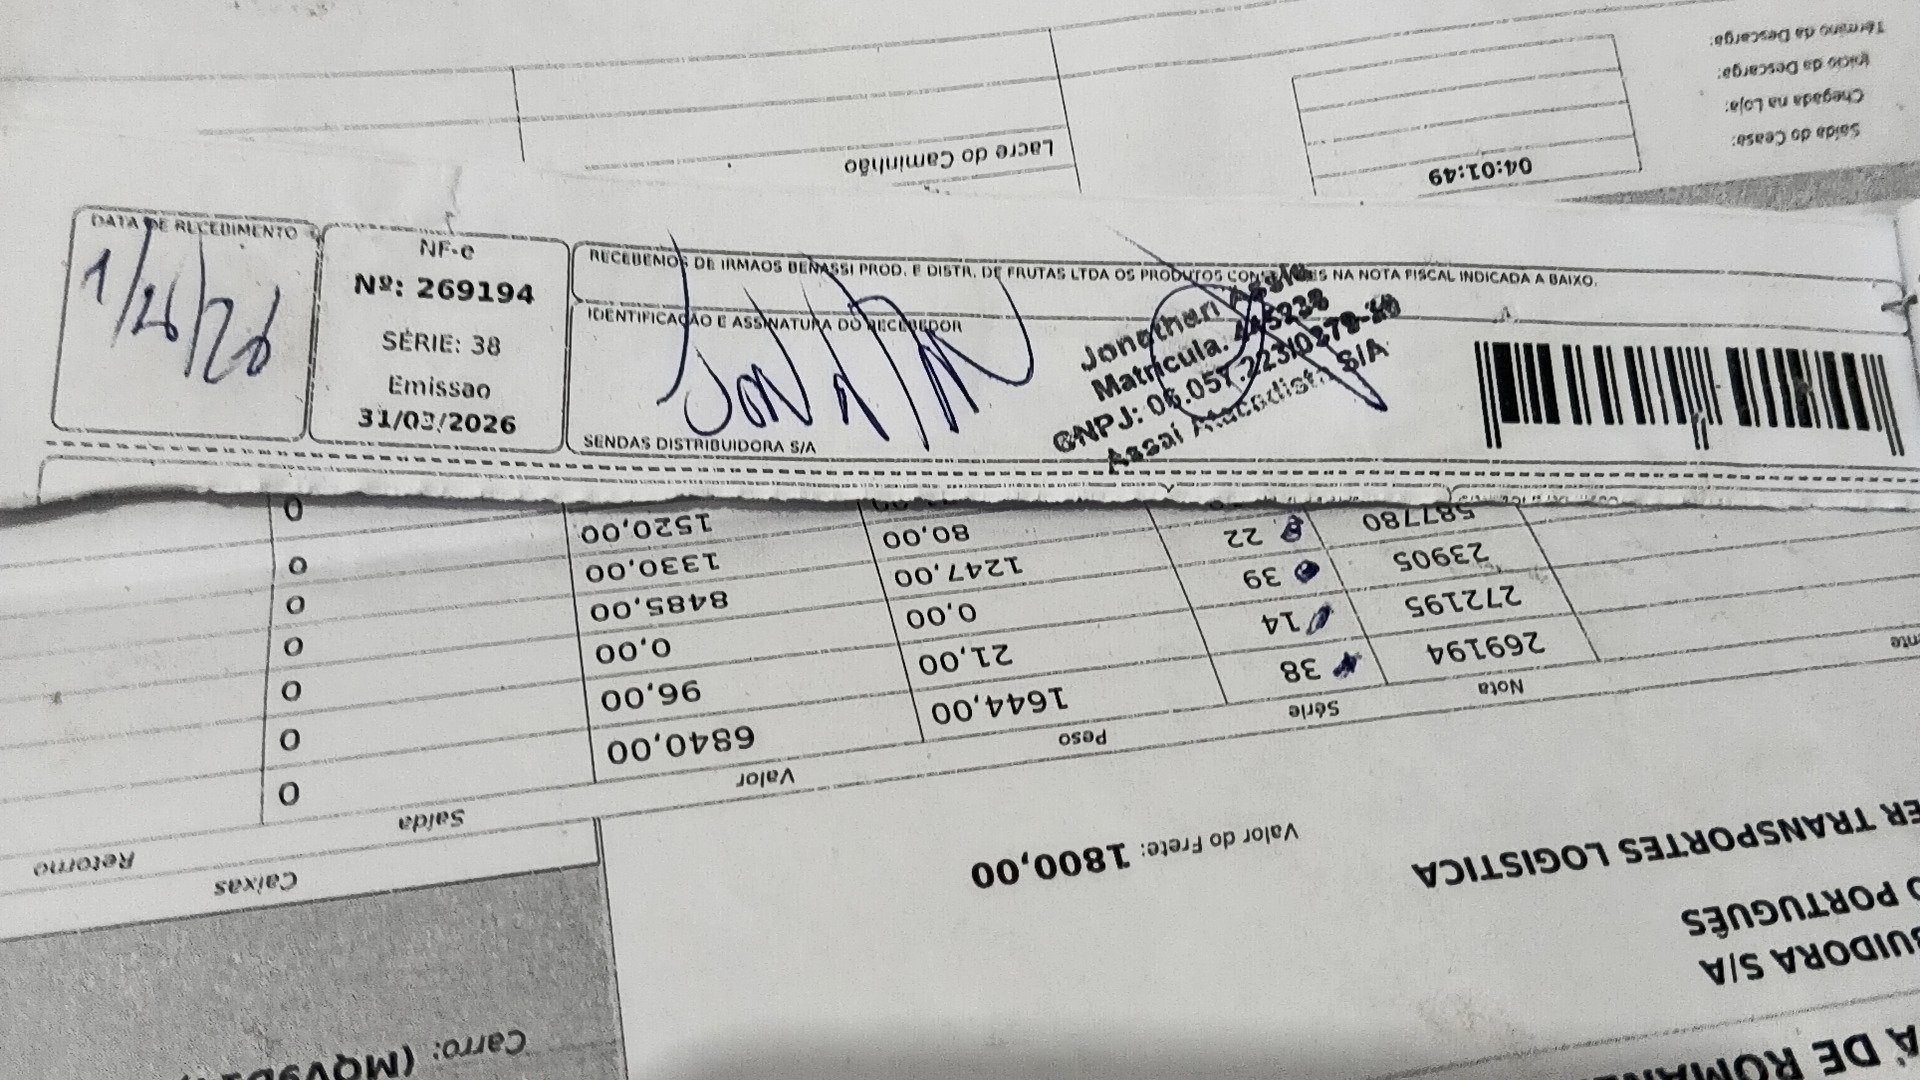 DATA DE RECEBIMENTO
NF-e
Nº: 269194
SÉRIE: 38
Emissao
31/03/2026
RECEBEMOS DE IRMAOS BENASSI PROD. E DISTR. DE FRUTAS LTDA OS PRODUTOS CONSTANTES NA NOTA FISCAL INDICADA A BAIXO.
IDENTIFICAÇÃO E ASSINATURA DO RECEBEDOR
SENDAS DISTRIBUIDORA S/A
Jonathan
Matrícula.
CNPJ: 06.057.223/0379-30
Assaí Atacadista S/A
Término da Descarga:
Início da Descarga:
Chegada na Loja:
Saída do Ceasa:
04:01:49
Lacre do Caminhão
Carro:
Valor do Frete: 1800,00
ER TRANSPORTES LOGISTICA
O PORTUGUÊS
BUIDORA S/A
Nota Série Peso Valor Saída
Caixas Retorno
269194 38 1644,00 6840,00 0
272195 14 21,00 96,00 0
23905 39 0,00 0,00 0
587780 22 1247,00 8485,00 0
80,00 1330,00 0
1520,00 0
0